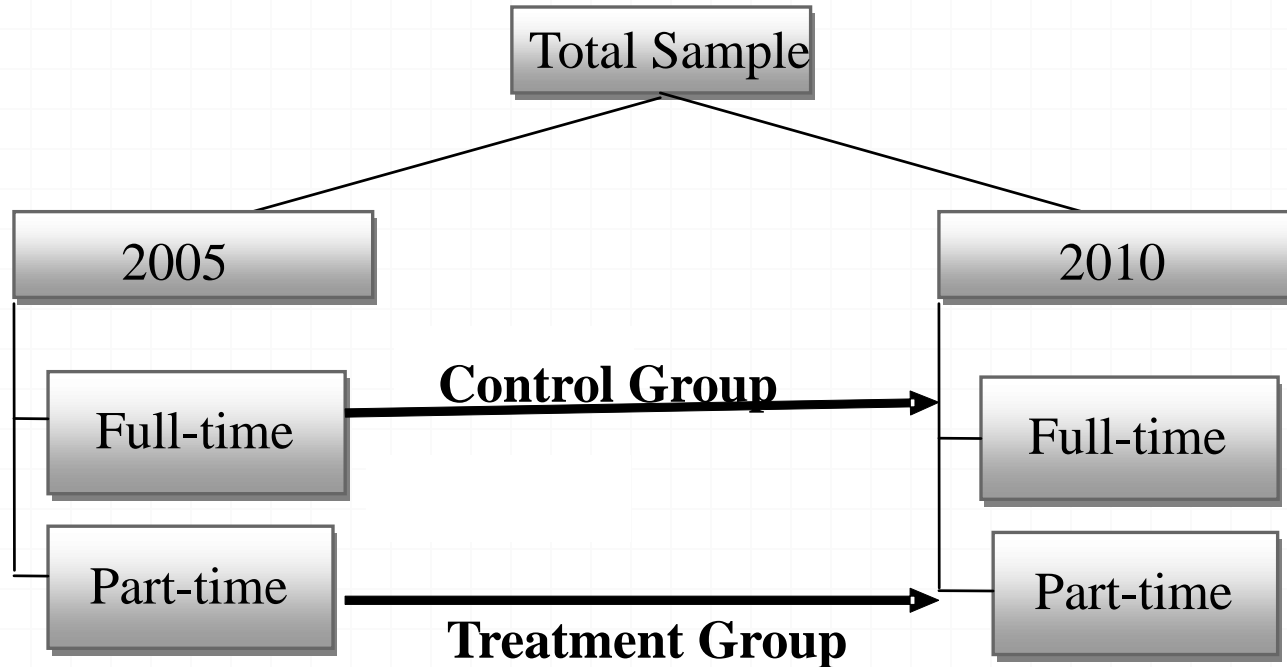 Total Sample
2005
2010
Control Group
Full-time
Full-time
Part-time
Part-time
Treatment Group